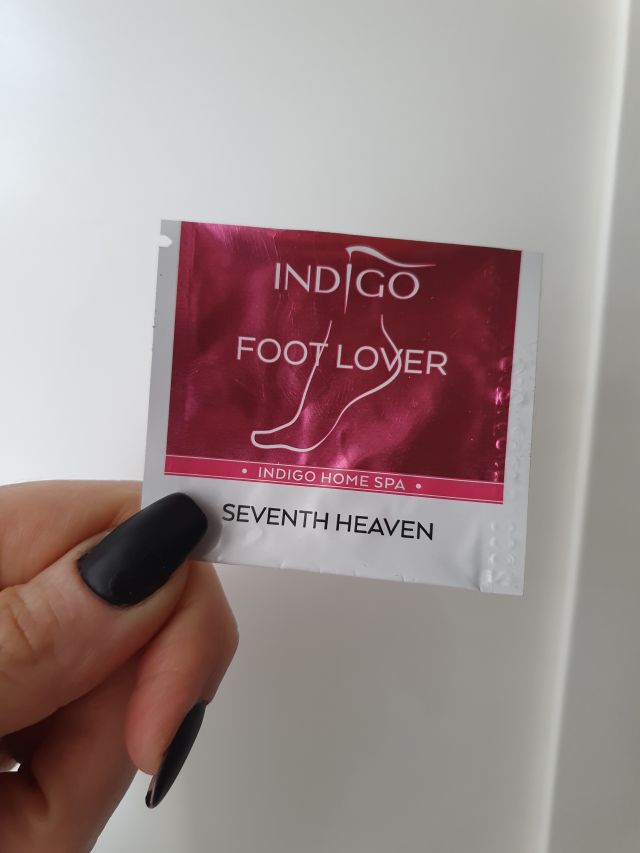 INDIGO
FOOT LOVER
• INDIGO HOME SPA •
SEVENTH HEAVEN